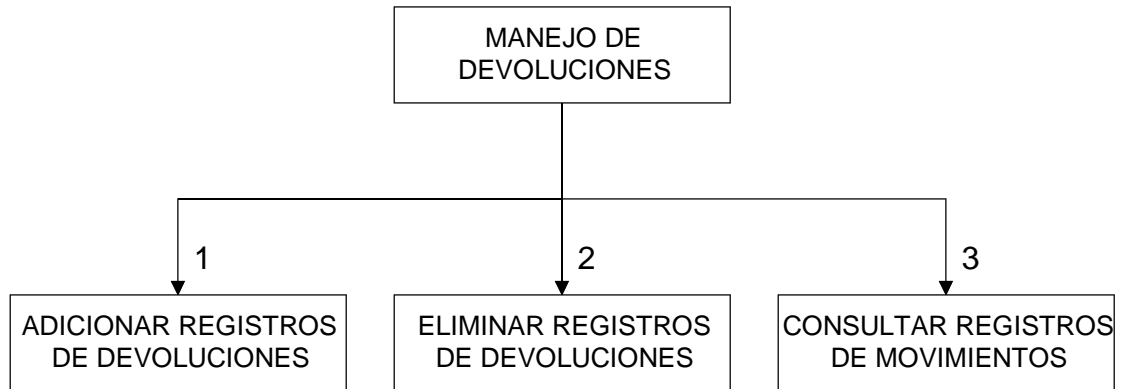 MANEJO DE
DEVOLUCIONES
1
2
3
ADICIONAR REGISTROS
DE DEVOLUCIONES
ELIMINAR REGISTROS
DE DEVOLUCIONES
CONSULTAR REGISTROS
DE MOVIMIENTOS